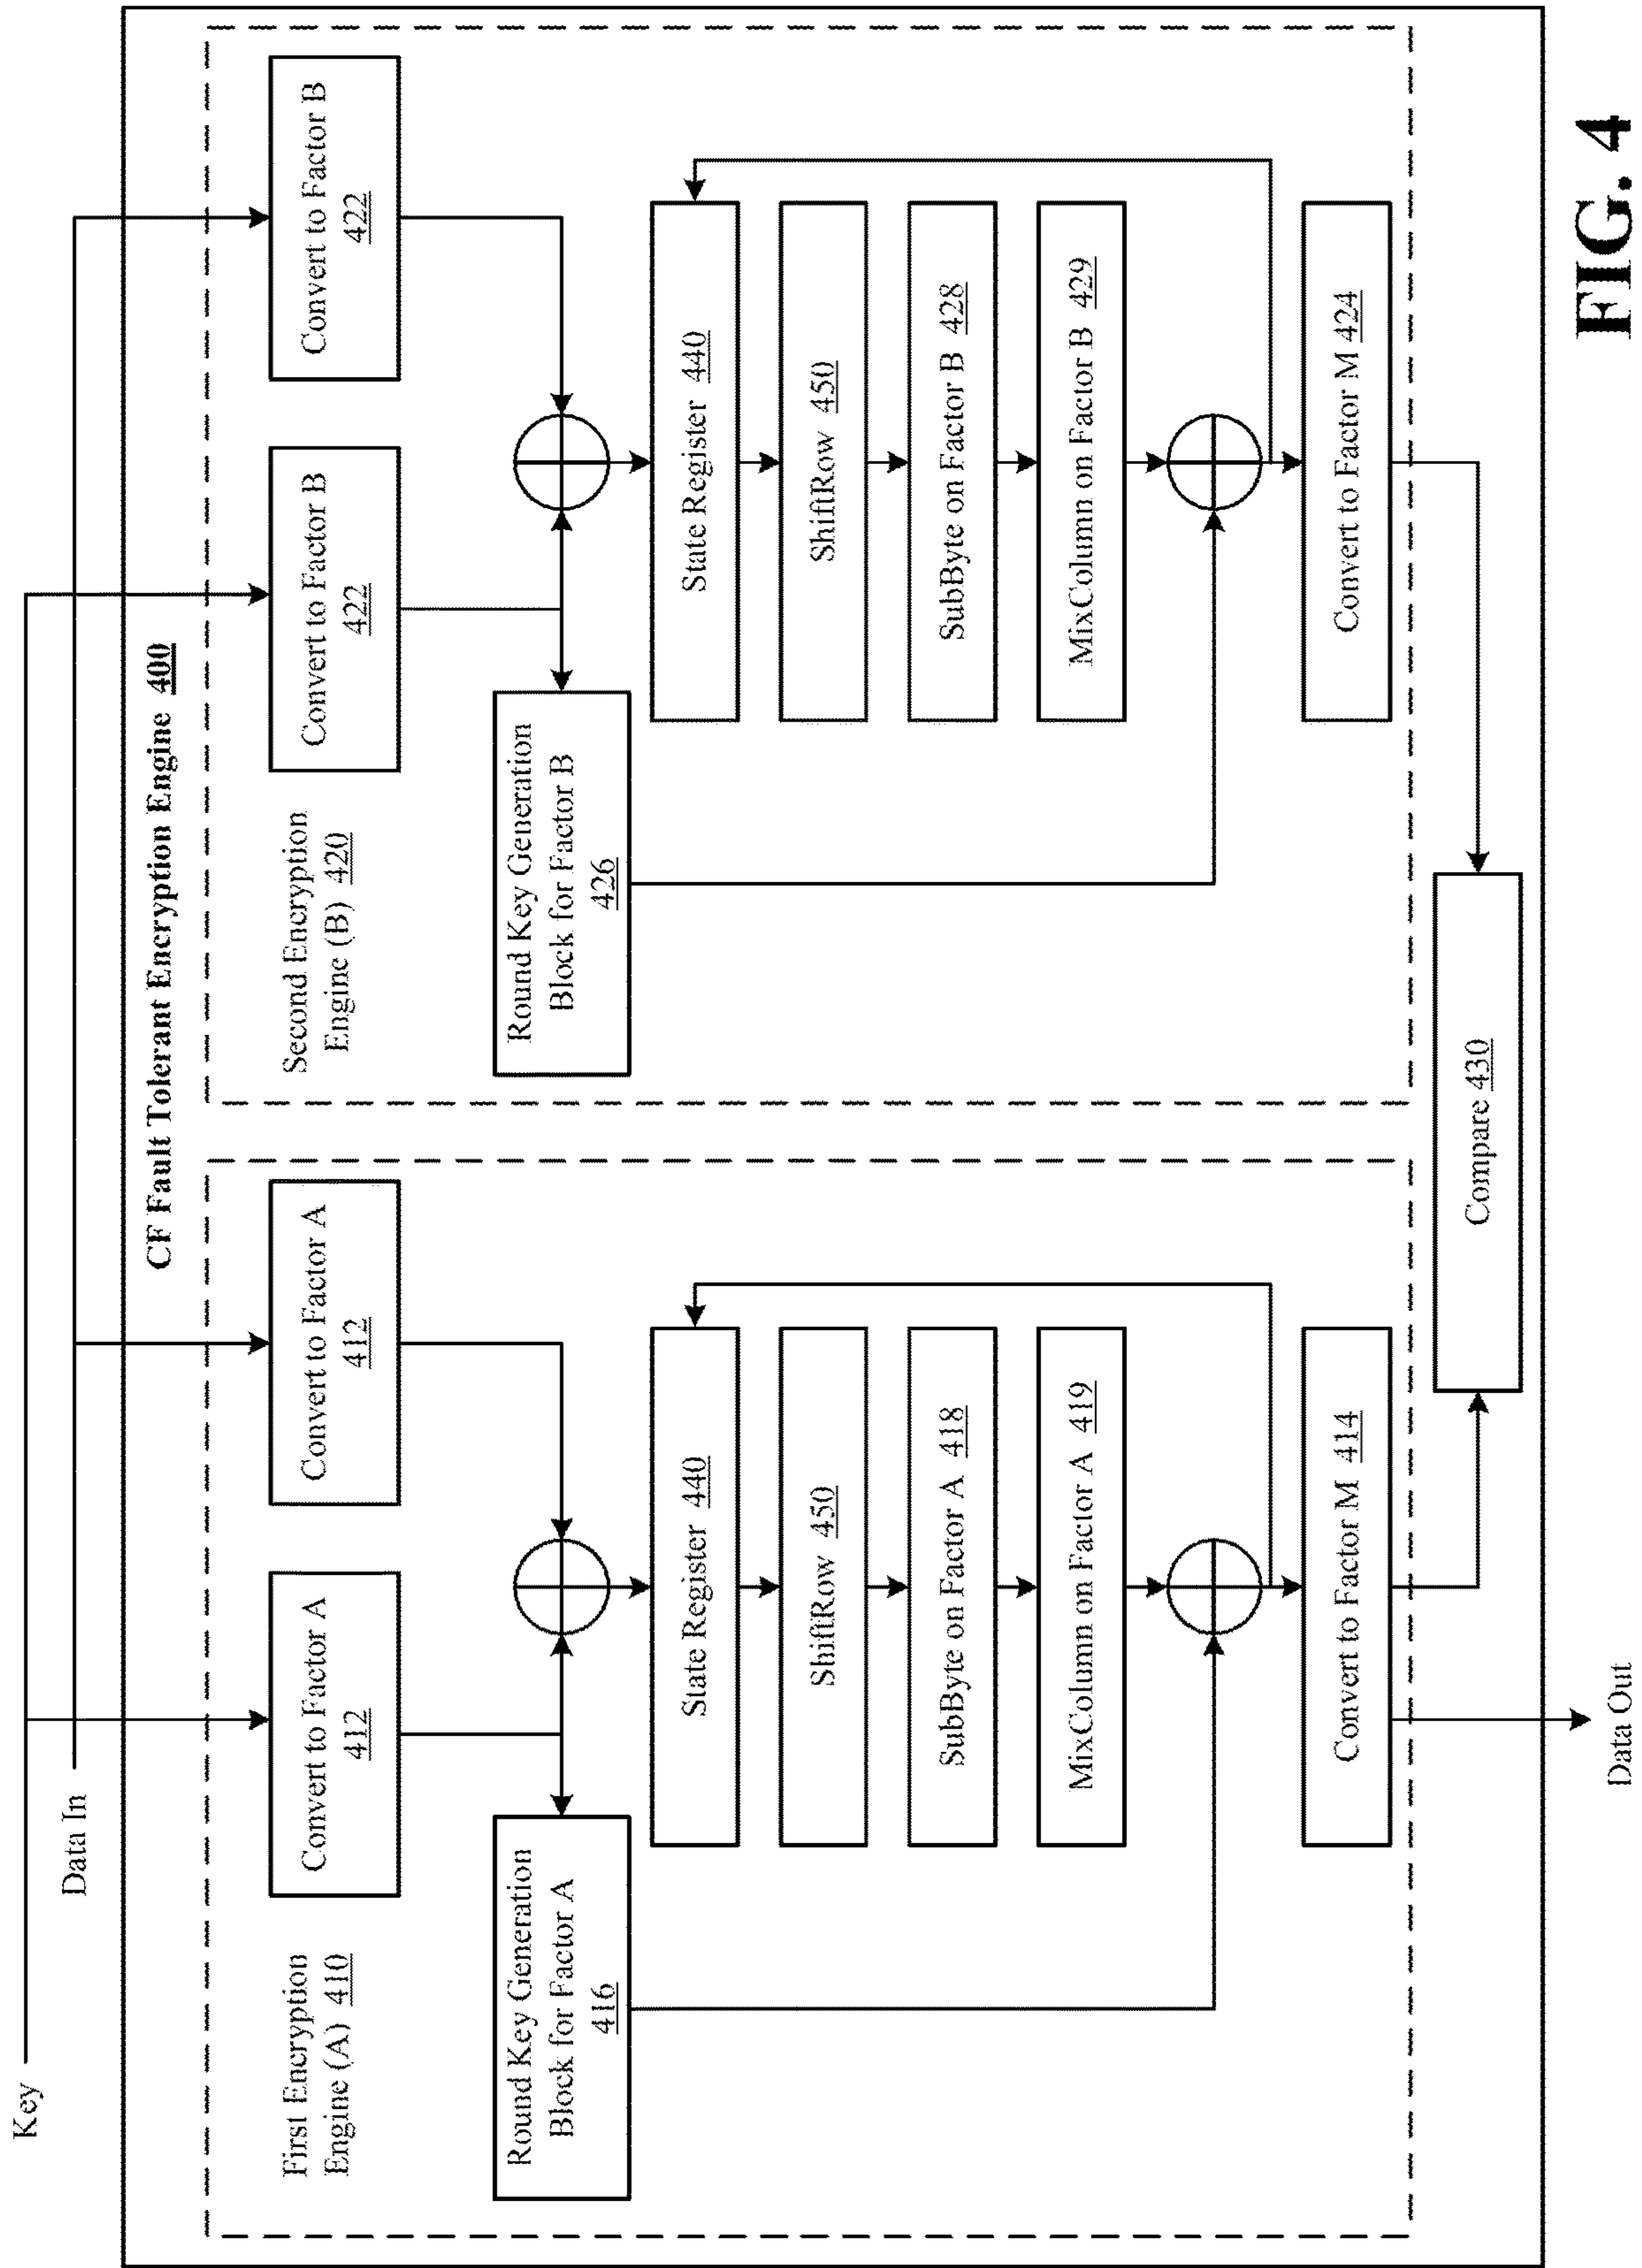 Key
Data In
CF Fault Tolerant Encryption Engine 400
First Encryption
Engine (A) 410
Convert to Factor A
412
Convert to Factor A
412
Round Key Generation
Block for Factor A
416
State Register 440
ShiftRow 450
SubByte on Factor A 418
MixColumn on Factor A 419
Convert to Factor M 414
Second Encryption
Engine (B) 420
Convert to Factor B
422
Convert to Factor B
422
Round Key Generation
Block for Factor B
426
State Register 440
ShiftRow 450
SubByte on Factor B 428
MixColumn on Factor B 429
Convert to Factor M 424
Compare 430
Data Out
FIG. 4